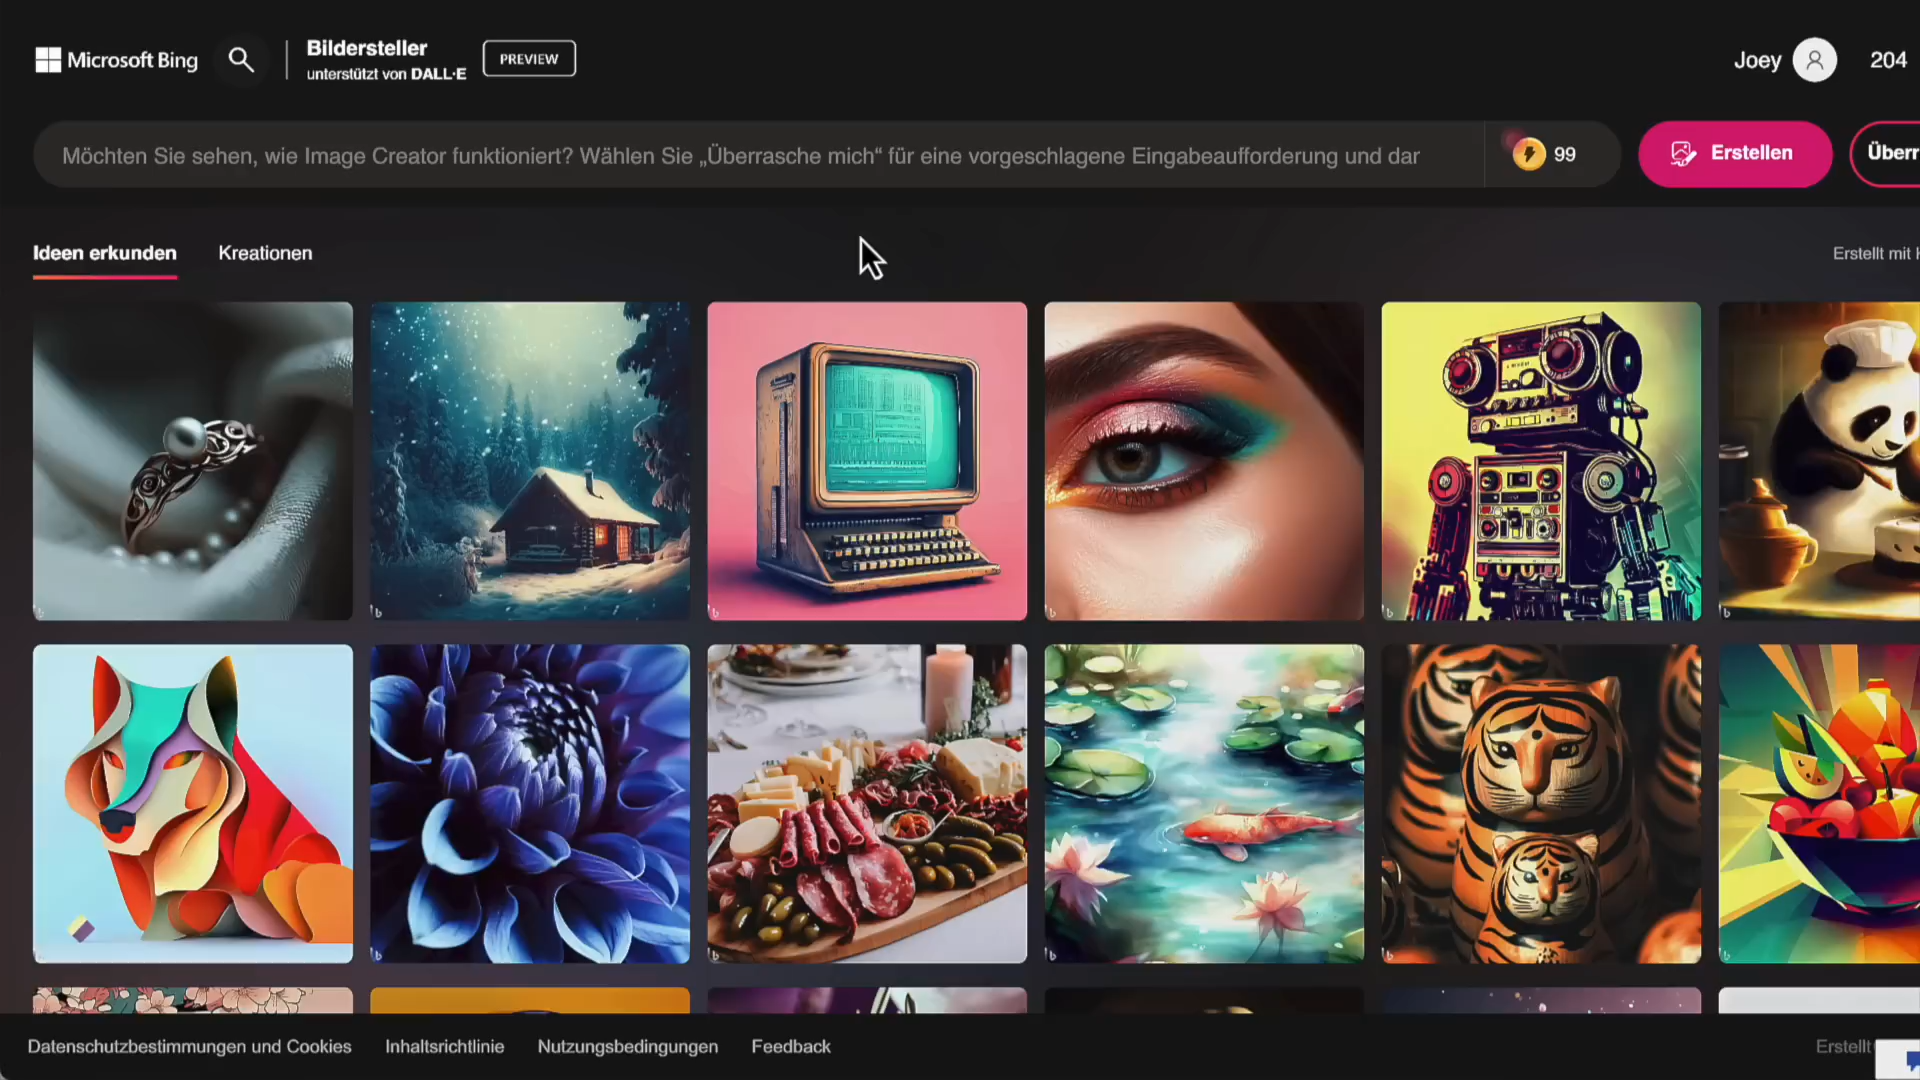 Microsoft Bing
Bildersteller
unterstützt von DALL·E
PREVIEW
Joey
204
Möchten Sie sehen, wie Image Creator funktioniert? Wählen Sie „Überrasche mich“ für eine vorgeschlagene Eingabeaufforderung und dar
99
Erstellen
Überr
Ideen erkunden
Kreationen
Erstellt mit
Datenschutzbestimmungen und Cookies
Inhaltsrichtlinie
Nutzungsbedingungen
Feedback
Erstellt